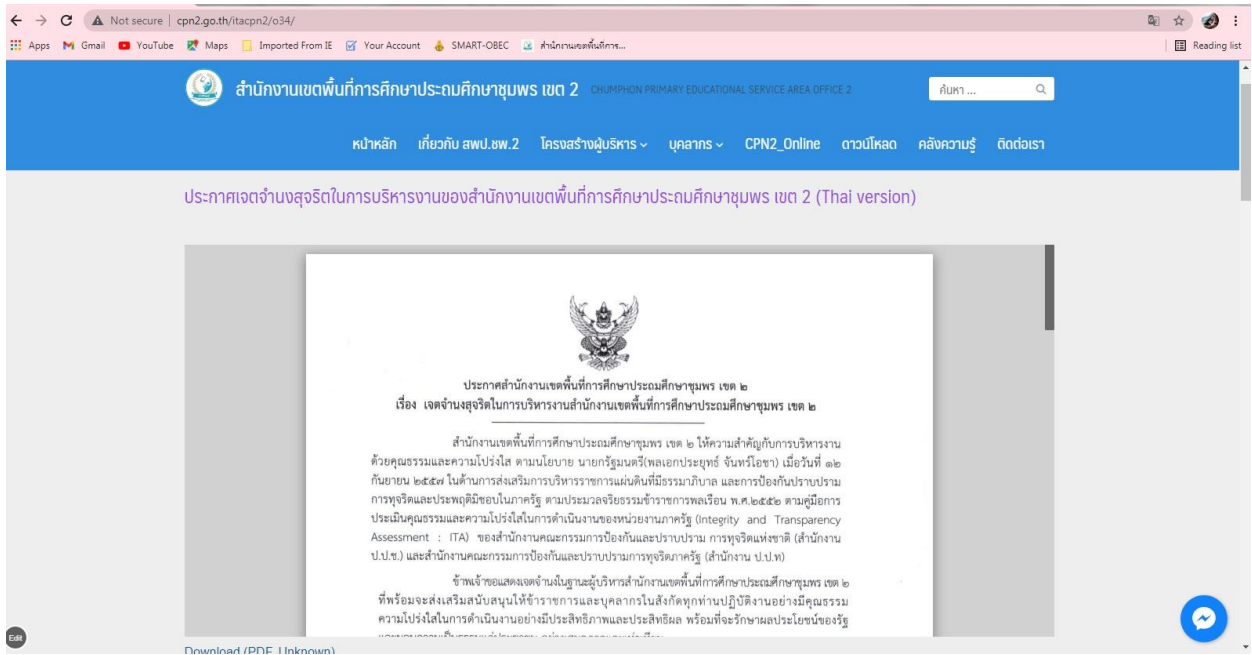 Not secure | cpn2.go.th/itacpn2/o34/
Apps Gmail YouTube Maps Imported From IE Your Account SMART-OBEC สำนักงานเขตพื้นที่การ... Reading list
สำนักงานเขตพื้นที่การศึกษาประถมศึกษาชุมพร เขต 2 CHUMPHON PRIMARY EDUCATIONAL SERVICE AREA OFFICE 2 ค้นหา ...
หน้าหลัก เกี่ยวกับ สพป.ชพ.2 โครงสร้างผู้บริหาร บุคลากร CPN2_Online ดาวน์โหลด คลังความรู้ ติดต่อเรา
ประกาศเจตจำนงสุจริตในการบริหารงานของสำนักงานเขตพื้นที่การศึกษาประถมศึกษาชุมพร เขต 2 (Thai version)
ประกาศสำนักงานเขตพื้นที่การศึกษาประถมศึกษาชุมพร เขต ๒
เรื่อง เจตจำนงสุจริตในการบริหารงานสำนักงานเขตพื้นที่การศึกษาประถมศึกษาชุมพร เขต ๒
สำนักงานเขตพื้นที่การศึกษาประถมศึกษาชุมพร เขต ๒ ให้ความสำคัญกับการบริหารงาน
ด้วยคุณธรรมและความโปร่งใส ตามนโยบาย นายกรัฐมนตรี(พลเอกประยุทธ์ จันทร์โอชา) เมื่อวันที่ ๑๒
กันยายน ๒๕๕๗ ในด้านการส่งเสริมการบริหารราชการแผ่นดินที่มีธรรมาภิบาล และการป้องกันปราบปราม
การทุจริตและประพฤติมิชอบในภาครัฐ ตามประมวลจริยธรรมข้าราชการพลเรือน พ.ศ.๒๕๕๒ ตามคู่มือการ
ประเมินคุณธรรมและความโปร่งใสในการดำเนินงานของหน่วยงานภาครัฐ (Integrity and Transparency
Assessment : ITA) ของสำนักงานคณะกรรมการป้องกันและปราบปราม การทุจริตแห่งชาติ (สำนักงาน
ป.ป.ช.) และสำนักงานคณะกรรมการป้องกันและปราบปรามการทุจริตภาครัฐ (สำนักงาน ป.ป.ท)
ข้าพเจ้าขอแสดงเจตจำนงในฐานะผู้บริหารสำนักงานเขตพื้นที่การศึกษาประถมศึกษาชุมพร เขต ๒
ที่พร้อมจะส่งเสริมสนับสนุนให้ข้าราชการและบุคลากรในสังกัดทุกท่านปฏิบัติงานอย่างมีคุณธรรม
ความโปร่งใสในการดำเนินงานอย่างมีประสิทธิภาพและประสิทธิผล พร้อมที่จะรักษาผลประโยชน์ของรัฐ
Edit
Download (PDF, Unknown)